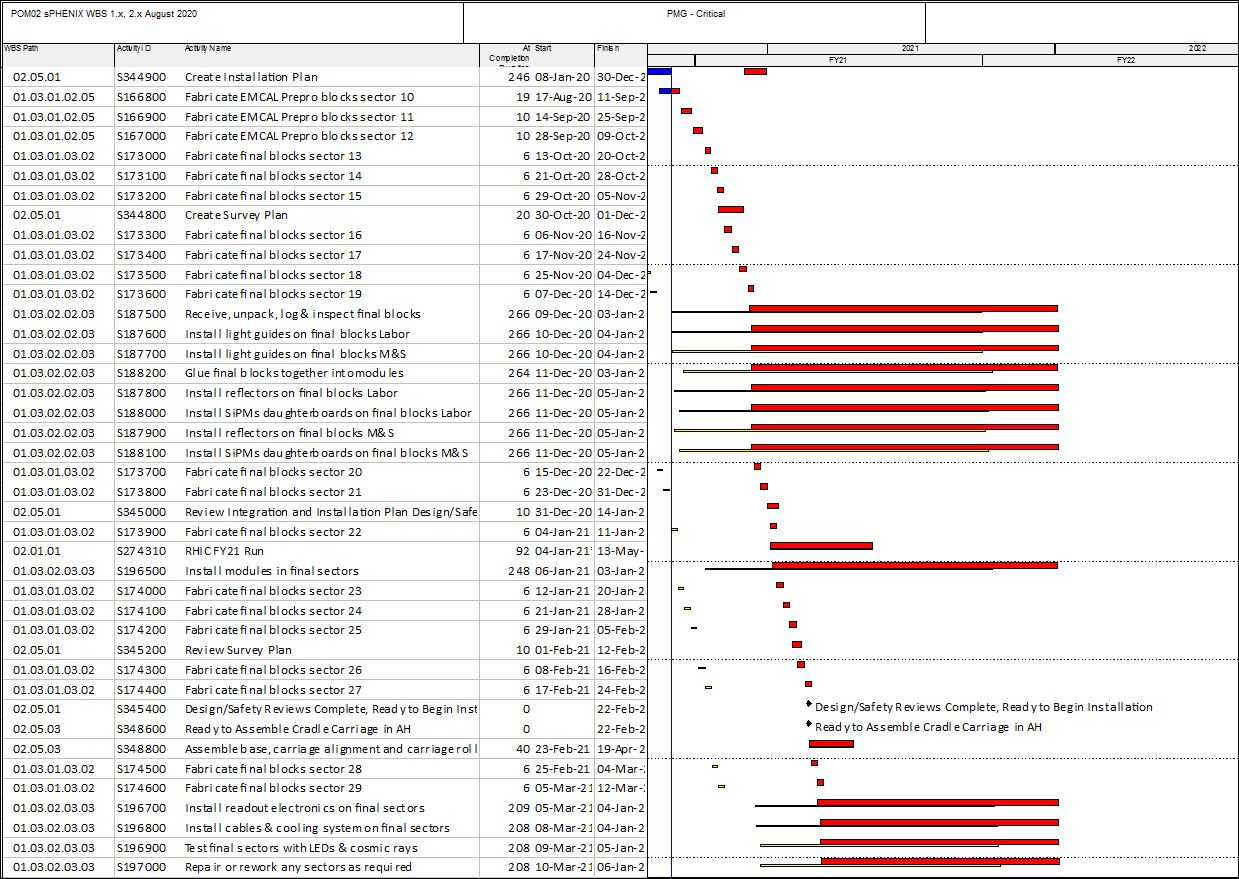 POM02 sPHENIX WBS 1.x, 2.x August 2020
PMG - Critical
WBS Path Activity ID Activity Name At Completion Start Finish 2021 2022
FY21 FY22
02.05.01 S344900 Create Installation Plan 246 08-Jan-20 30-Dec-2
01.03.01.02.05 S166800 Fabricate EMCAL Prepro blocks sector 10 19 17-Aug-20 11-Sep-2
01.03.01.02.05 S166900 Fabricate EMCAL Prepro blocks sector 11 10 14-Sep-20 25-Sep-2
01.03.01.02.05 S167000 Fabricate EMCAL Prepro blocks sector 12 10 28-Sep-20 09-Oct-2
01.03.01.03.02 S173000 Fabricate final blocks sector 13 6 13-Oct-20 20-Oct-2
01.03.01.03.02 S173100 Fabricate final blocks sector 14 6 21-Oct-20 28-Oct-2
01.03.01.03.02 S173200 Fabricate final blocks sector 15 6 29-Oct-20 05-Nov-2
02.05.01 S344800 Create Survey Plan 20 30-Oct-20 01-Dec-2
01.03.01.03.02 S173300 Fabricate final blocks sector 16 6 06-Nov-20 16-Nov-2
01.03.01.03.02 S173400 Fabricate final blocks sector 17 6 17-Nov-20 24-Nov-2
01.03.01.03.02 S173500 Fabricate final blocks sector 18 6 25-Nov-20 04-Dec-2
01.03.01.03.02 S173600 Fabricate final blocks sector 19 6 07-Dec-20 14-Dec-2
01.03.02.02.03 S187500 Receive, unpack, log & inspect final blocks 266 09-Dec-20 03-Jan-2
01.03.02.02.03 S187600 Install light guides on final blocks Labor 266 10-Dec-20 04-Jan-2
01.03.02.02.03 S187700 Install light guides on final blocks M&S 266 10-Dec-20 04-Jan-2
01.03.02.02.03 S188200 Glue final blocks together into modules 264 11-Dec-20 03-Jan-2
01.03.02.02.03 S187800 Install reflectors on final blocks Labor 266 11-Dec-20 05-Jan-2
01.03.02.02.03 S188000 Install SiPMs daughterboards on final blocks Labor 266 11-Dec-20 05-Jan-2
01.03.02.02.03 S187900 Install reflectors on final blocks M&S 266 11-Dec-20 05-Jan-2
01.03.02.02.03 S188100 Install SiPMs daughterboards on final blocks M&S 266 11-Dec-20 05-Jan-2
01.03.01.03.02 S173700 Fabricate final blocks sector 20 6 15-Dec-20 22-Dec-2
01.03.01.03.02 S173800 Fabricate final blocks sector 21 6 23-Dec-20 31-Dec-2
02.05.01 S345000 Review Integration and Installation Plan Design/Safe 10 31-Dec-20 14-Jan-2
01.03.01.03.02 S173900 Fabricate final blocks sector 22 6 04-Jan-21 11-Jan-2
02.01.01 S274310 RHIC FY21 Run 92 04-Jan-21* 13-May-
01.03.02.03.03 S196500 Install modules in final sectors 248 06-Jan-21 03-Jan-2
01.03.01.03.02 S174000 Fabricate final blocks sector 23 6 12-Jan-21 20-Jan-2
01.03.01.03.02 S174100 Fabricate final blocks sector 24 6 21-Jan-21 28-Jan-2
01.03.01.03.02 S174200 Fabricate final blocks sector 25 6 29-Jan-21 05-Feb-2
02.05.01 S345200 Review Survey Plan 10 01-Feb-21 12-Feb-2
01.03.01.03.02 S174300 Fabricate final blocks sector 26 6 08-Feb-21 16-Feb-2
01.03.01.03.02 S174400 Fabricate final blocks sector 27 6 17-Feb-21 24-Feb-2
02.05.01 S345400 Design/Safety Reviews Complete, Ready to Begin Inst 0 22-Feb-2 Design/Safety Reviews Complete, Ready to Begin Installation
02.05.03 S348600 Ready to Assemble Cradle Carriage in AH 0 22-Feb-2 Ready to Assemble Cradle Carriage in AH
02.05.03 S348800 Assemble base, carriage alignment and carriage roll 40 23-Feb-21 19-Apr-2
01.03.01.03.02 S174500 Fabricate final blocks sector 28 6 25-Feb-21 04-Mar-
01.03.01.03.02 S174600 Fabricate final blocks sector 29 6 05-Mar-21 12-Mar-
01.03.02.03.03 S196700 Install readout electronics on final sectors 209 05-Mar-21 04-Jan-2
01.03.02.03.03 S196800 Install cables & cooling system on final sectors 208 08-Mar-21 04-Jan-2
01.03.02.03.03 S196900 Test final sectors with LEDs & cosmic rays 208 09-Mar-21 05-Jan-2
01.03.02.03.03 S197000 Repair or rework any sectors as required 208 10-Mar-21 06-Jan-2